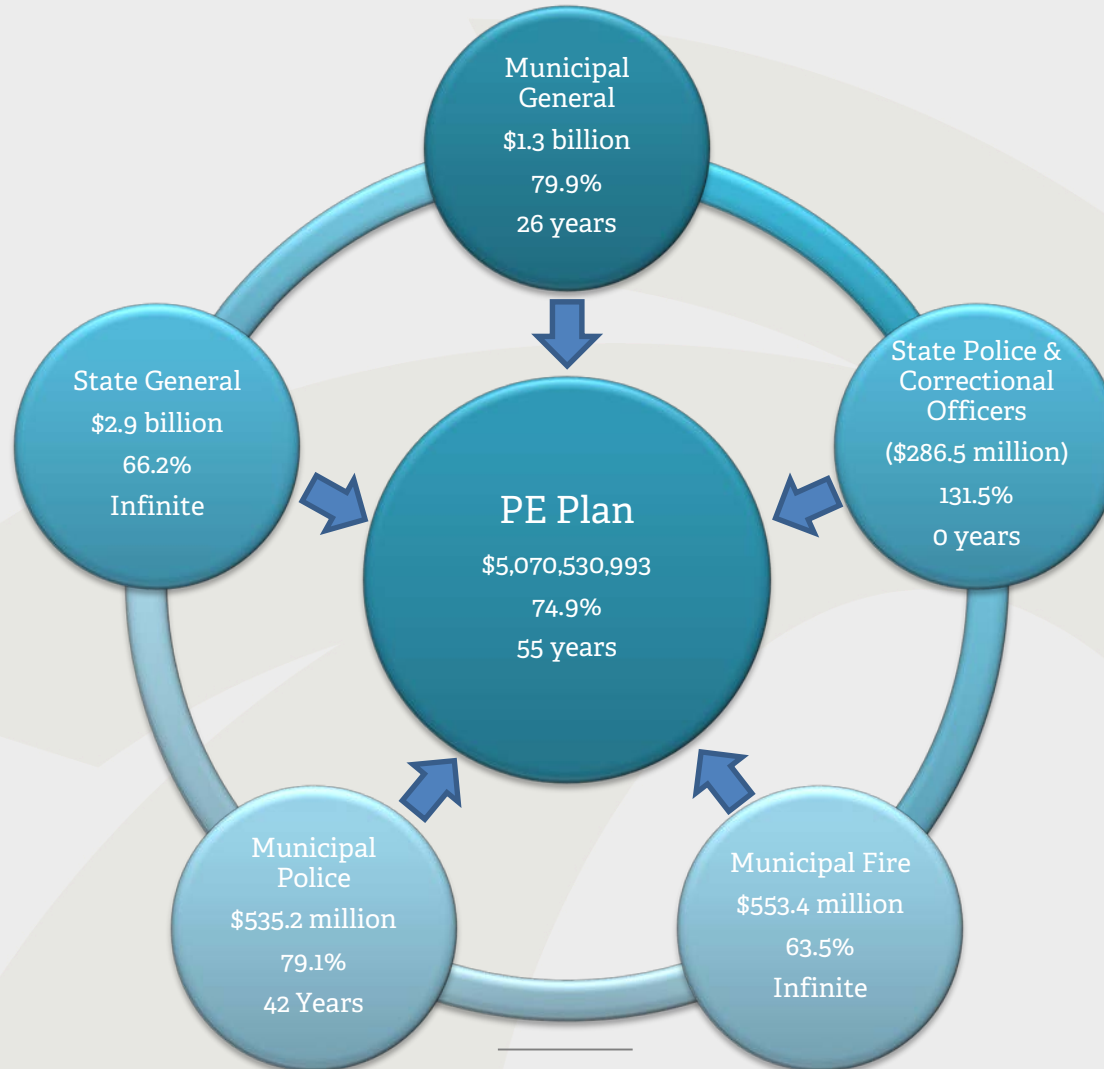 Municipal
General
$1.3 billion
79.9%
26 years
State General
$2.9 billion
66.2%
Infinite
State Police &
Correctional
Officers
($286.5 million)
131.5%
0 years
PE Plan
$5,070,530,993
74.9%
55 years
Municipal
Police
$535.2 million
79.1%
42 Years
Municipal Fire
$553.4 million
63.5%
Infinite